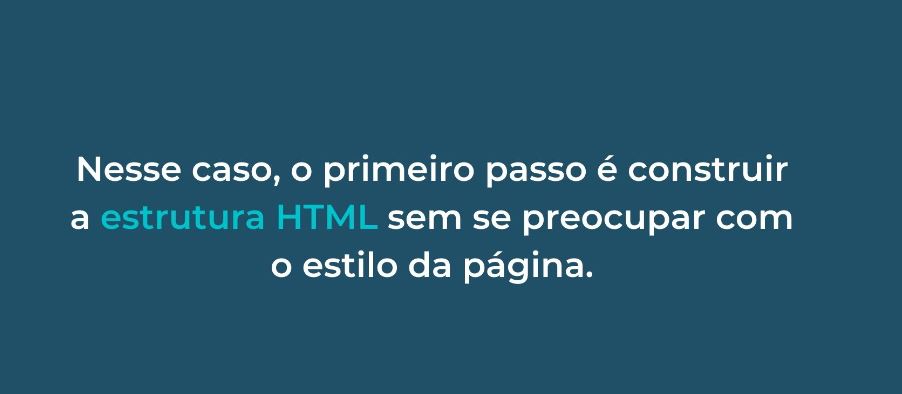 Nesse caso, o primeiro passo é construir
a estrutura HTML sem se preocupar com
o estilo da página.